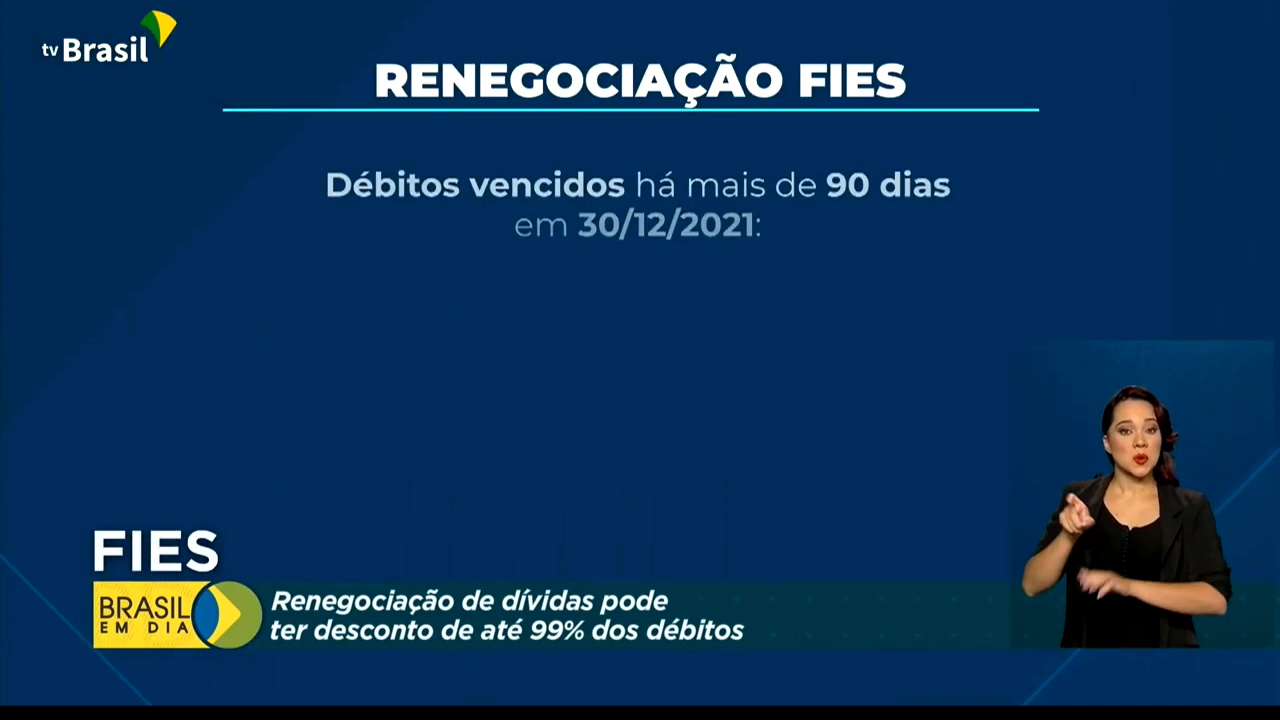 tv Brasil
RENEGOCIAÇÃO FIES
Débitos vencidos há mais de 90 dias
em 30/12/2021:
FIES
BRASIL
EM DIA
Renegociação de dívidas pode
ter desconto de até 99% dos débitos